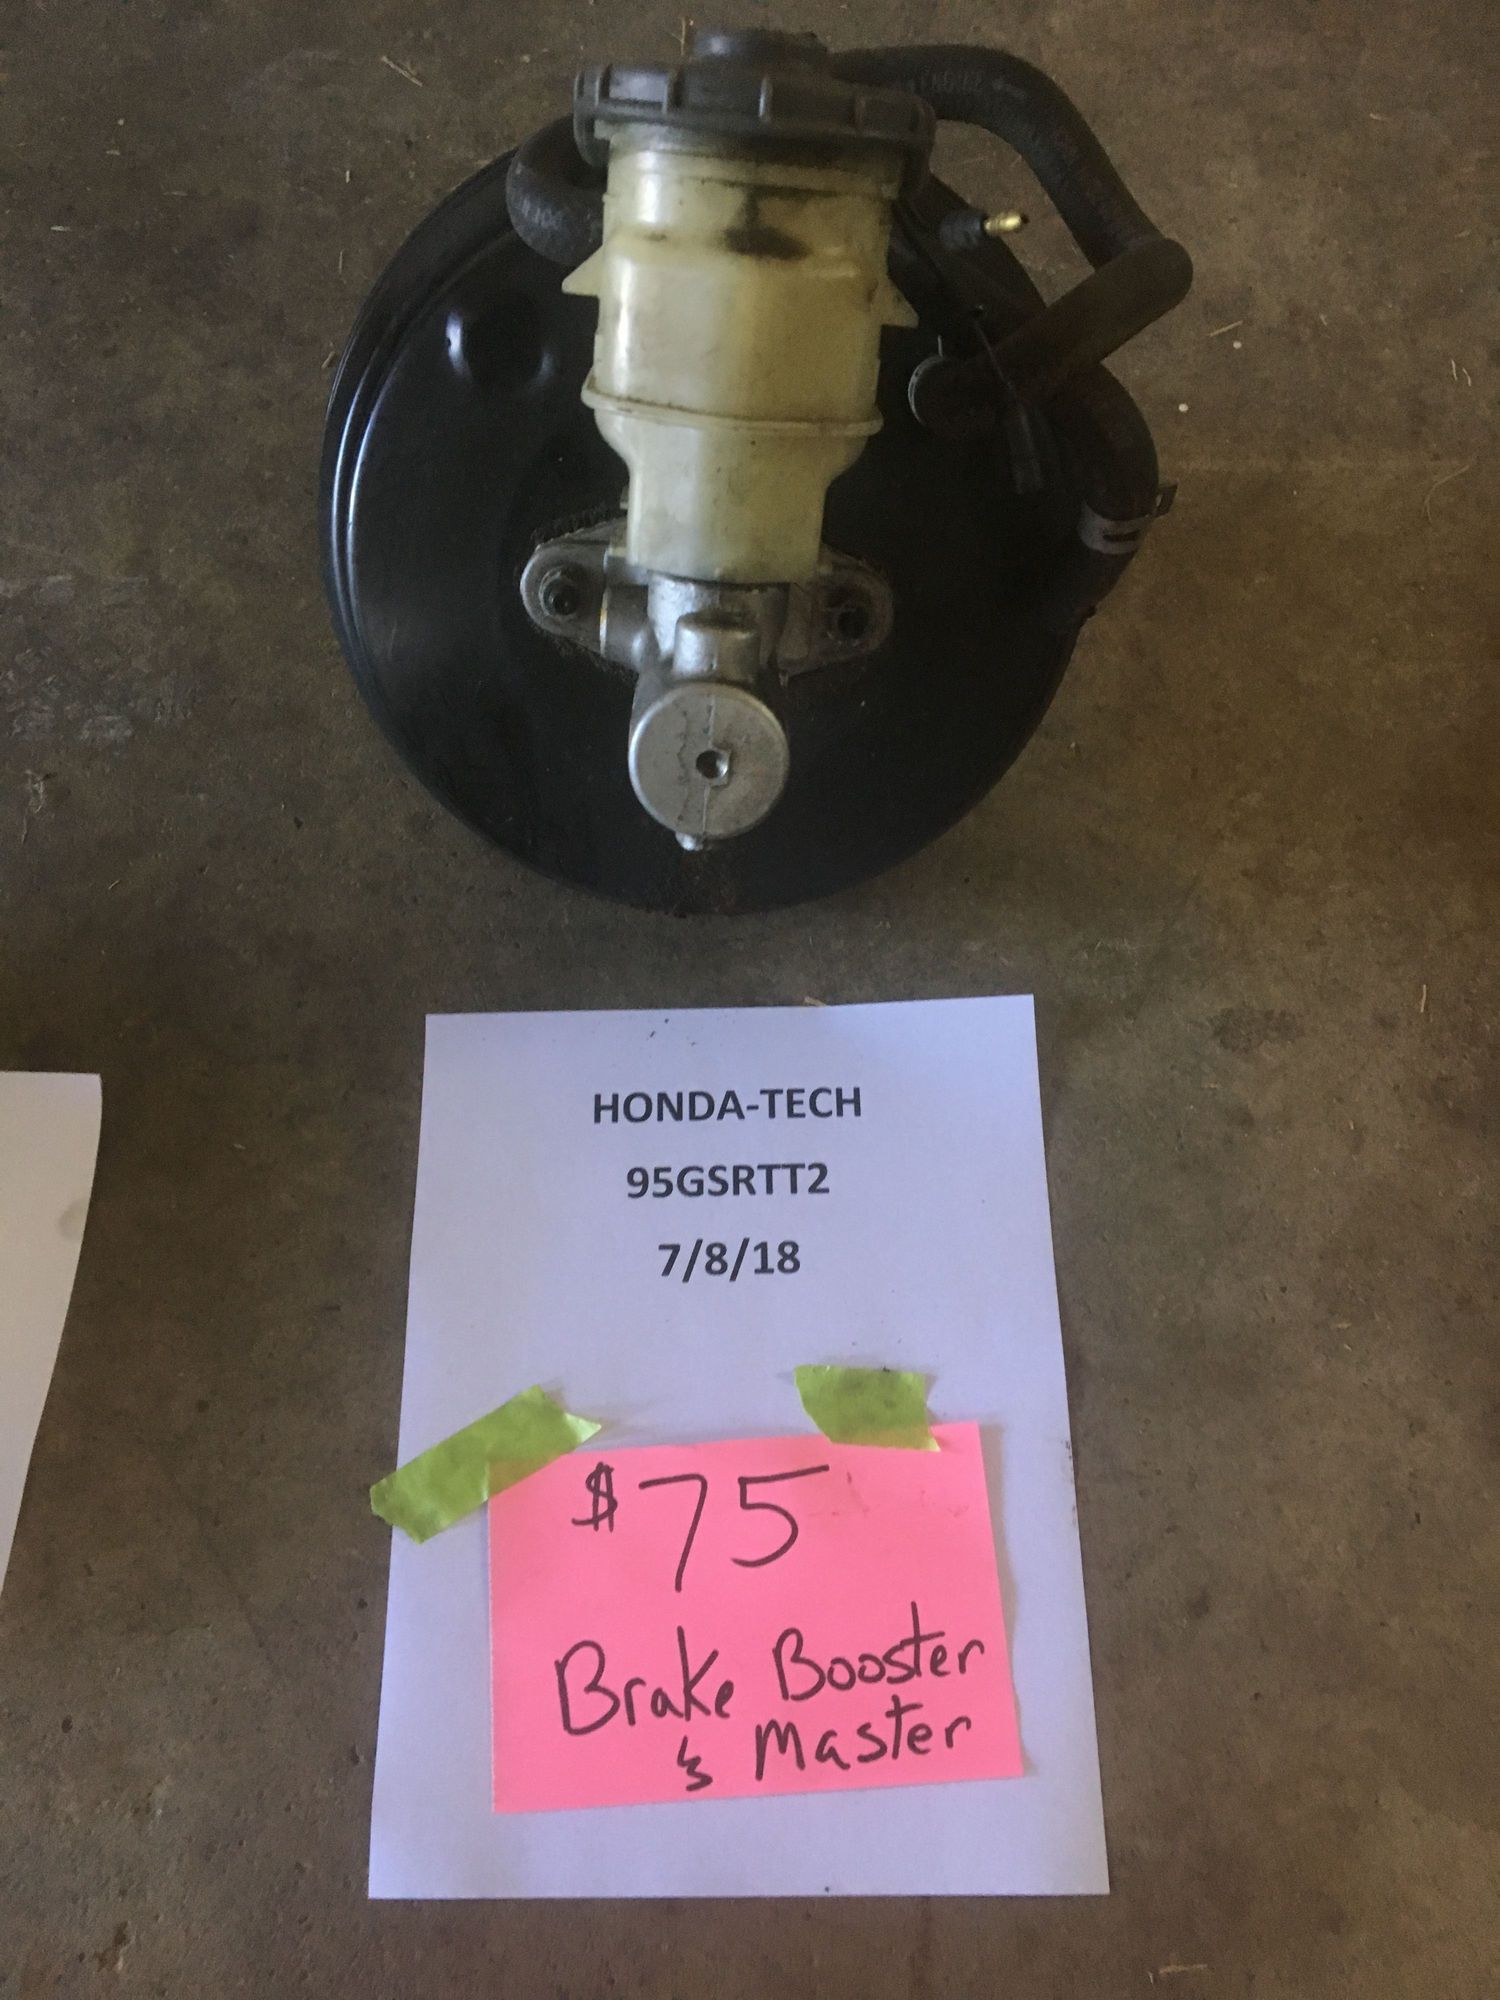 HONDA-TECH
95GSRTT2
7/8/18
$75
Brake Booster
& Master